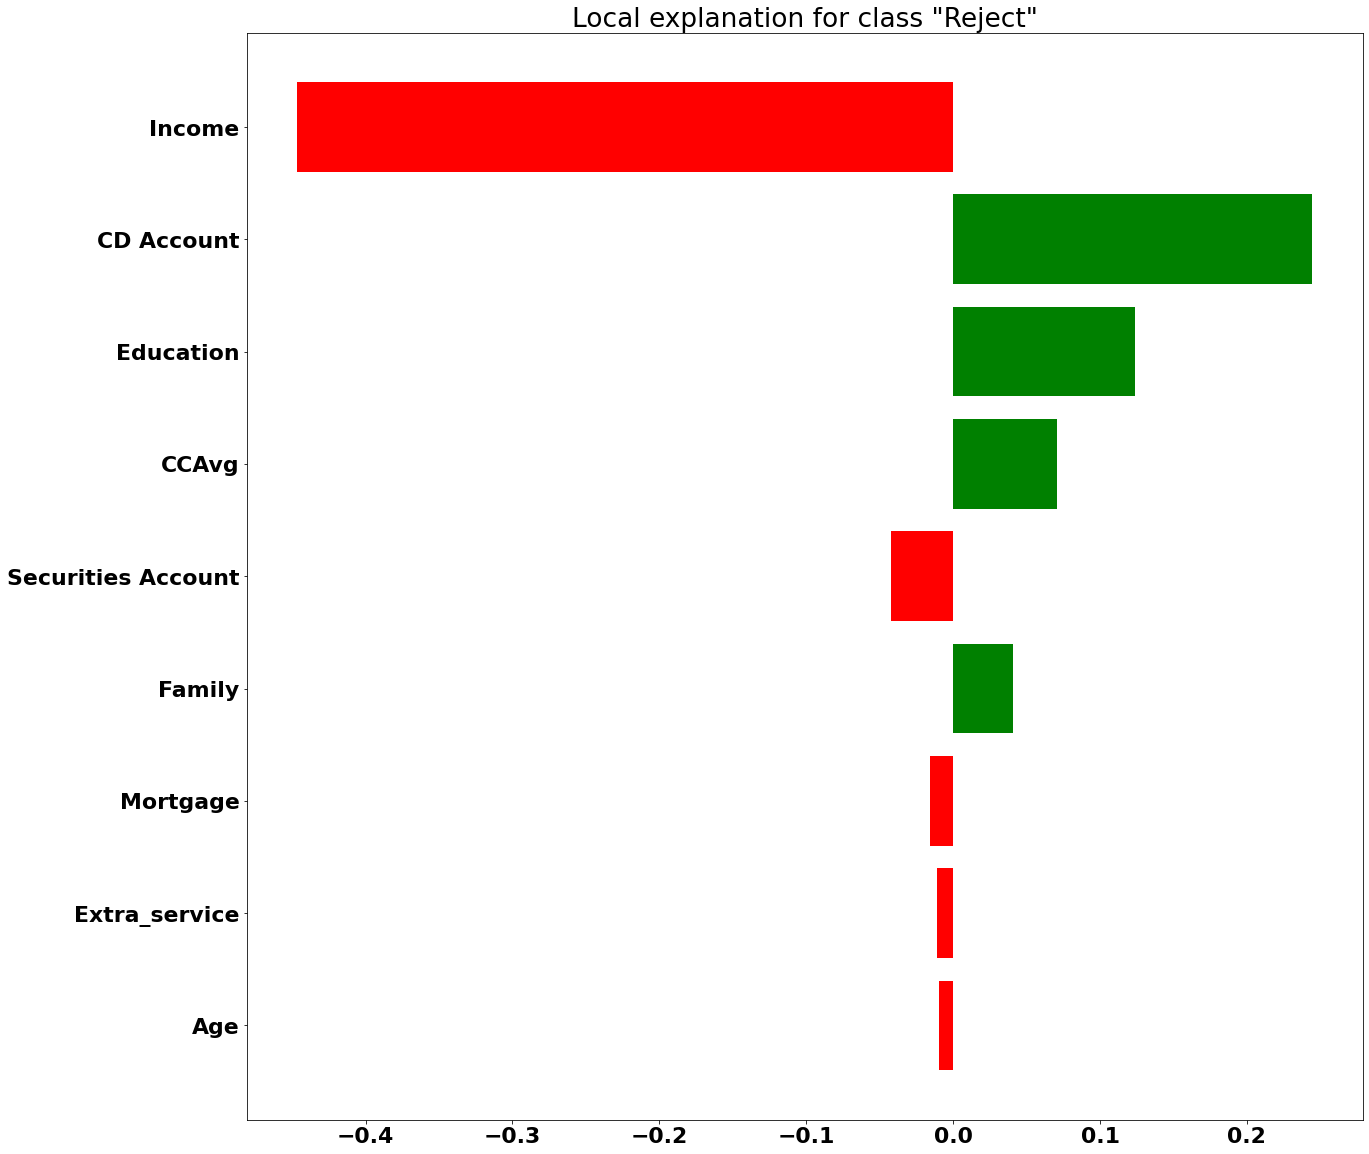 Local explanation for class "Reject"
Income
CD Account
Education
CCAvg
Securities Account
Family
Mortgage
Extra_service
Age
−0.4 −0.3 −0.2 −0.1 0.0 0.1 0.2